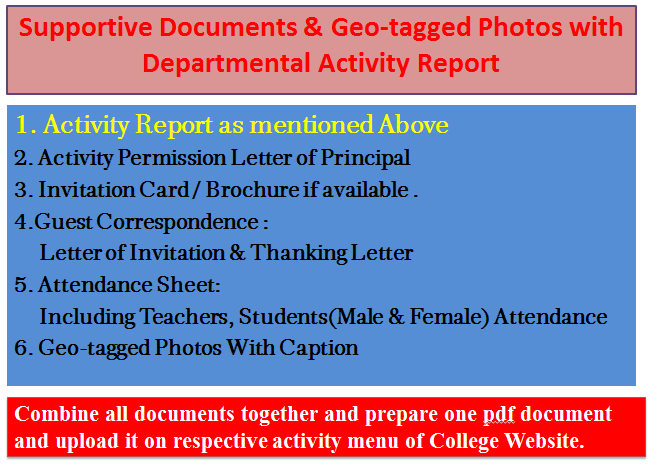 Supportive Documents & Geo-tagged Photos with
Departmental Activity Report
1. Activity Report as mentioned Above
2. Activity Permission Letter of Principal
3. Invitation Card / Brochure if available .
4.Guest Correspondence :
Letter of Invitation & Thanking Letter
5. Attendance Sheet:
Including Teachers, Students(Male & Female) Attendance
6. Geo-tagged Photos With Caption
Combine all documents together and prepare one pdf document
and upload it on respective activity menu of College Website.